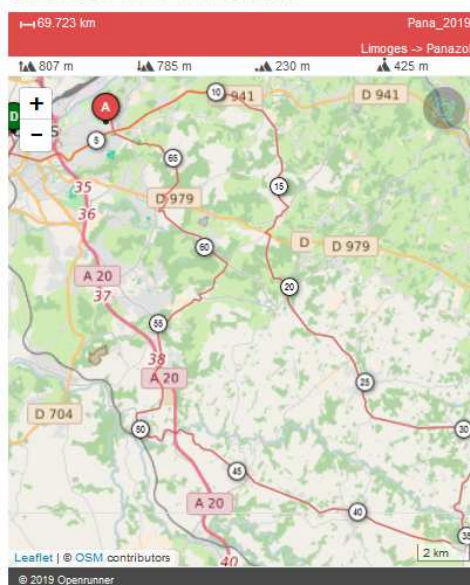 69.723 km Pana_2019
Limoges -> Panazol
807 m 785 m 230 m 425 m
+
-
D
A
S
5
10
D 941
D 941
65
35
15
36
D 979
D
D 979
60
A 20
37
20
55
38
A 20
25
D 704
50
30
45
A 20
40
35
40
2 km
Leaflet | © OSM contributors
© 2019 Openrunner